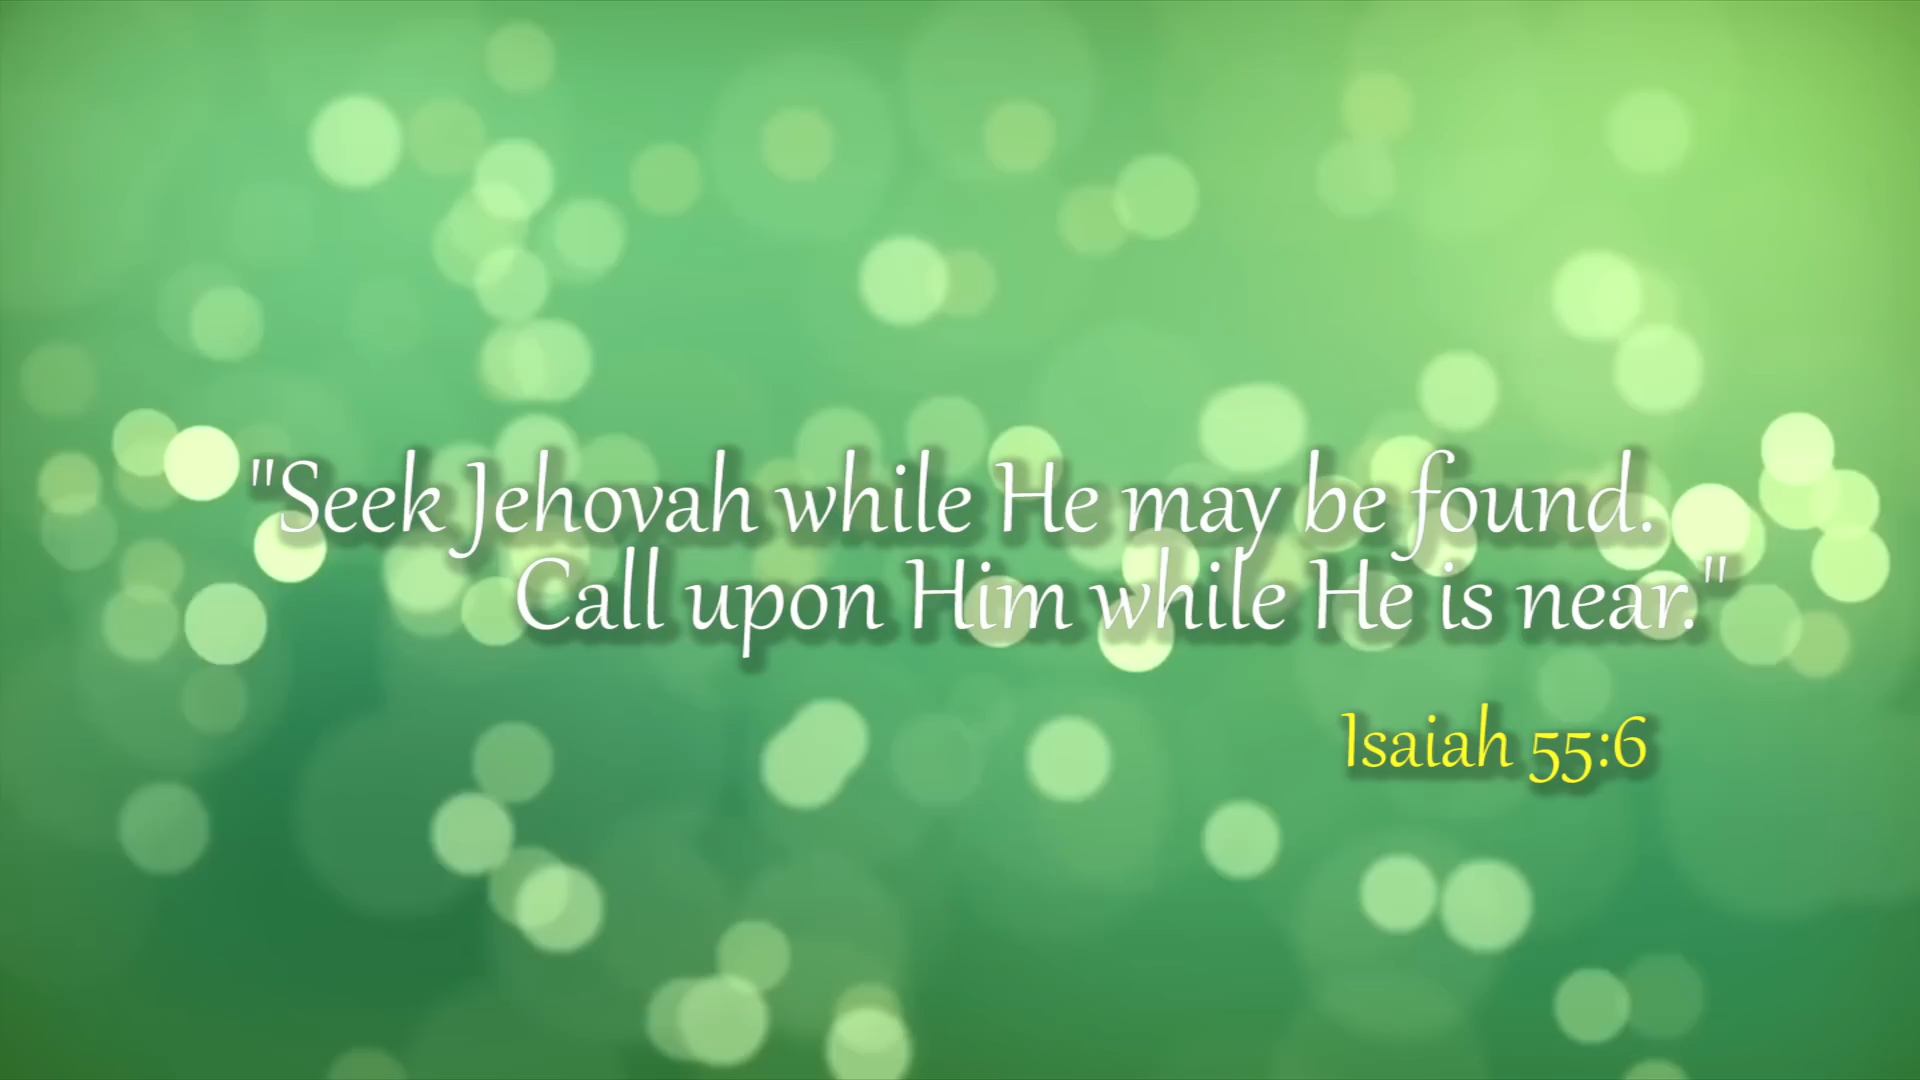 "Seek Jehovah while He may be found.
Call upon Him while He is near."
Isaiah 55:6